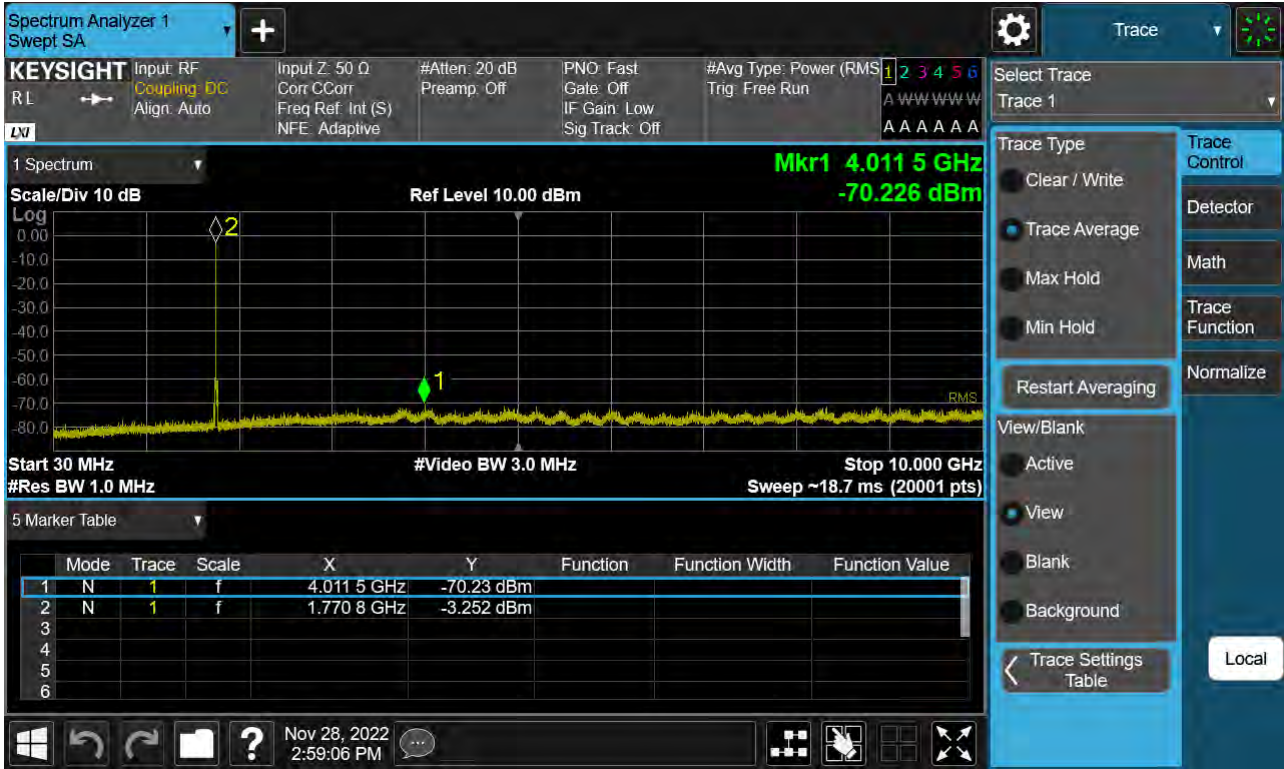 Spectrum Analyzer 1
Swept SA
Trace
KEYSIGHT
RL
LXI
Input: RF
Coupling: DC
Align: Auto
Input Z: 50 Ω
Corr CCorr
Freq Ref: Int (S)
NFE: Adaptive
#Atten: 20 dB
Preamp: Off
PNO: Fast
Gate: Off
IF Gain: Low
Sig Track: Off
#Avg Type: Power (RMS
Trig: Free Run
1 2 3 4 5 6
A W W W W W
A A A A A A
Select Trace
Trace 1
1 Spectrum
Mkr1 4.011 5 GHz
Scale/Div 10 dB
Ref Level 10.00 dBm
-70.226 dBm
Log
0.00
-10.0
-20.0
-30.0
-40.0
-50.0
-60.0
-70.0
-80.0
2
1
RMS
Start 30 MHz
#Video BW 3.0 MHz
Stop 10.000 GHz
#Res BW 1.0 MHz
Sweep ~18.7 ms (20001 pts)
5 Marker Table
Mode Trace Scale X Y Function Function Width Function Value
1 N 1 f 4.011 5 GHz -70.23 dBm
2 N 1 f 1.770 8 GHz -3.252 dBm
3
4
5
6
Trace Type
Clear / Write
Trace Average
Max Hold
Min Hold
Restart Averaging
View/Blank
Active
View
Blank
Background
Trace Settings
Table
Trace
Control
Detector
Math
Trace
Function
Normalize
Local
?
Nov 28, 2022
2:59:06 PM